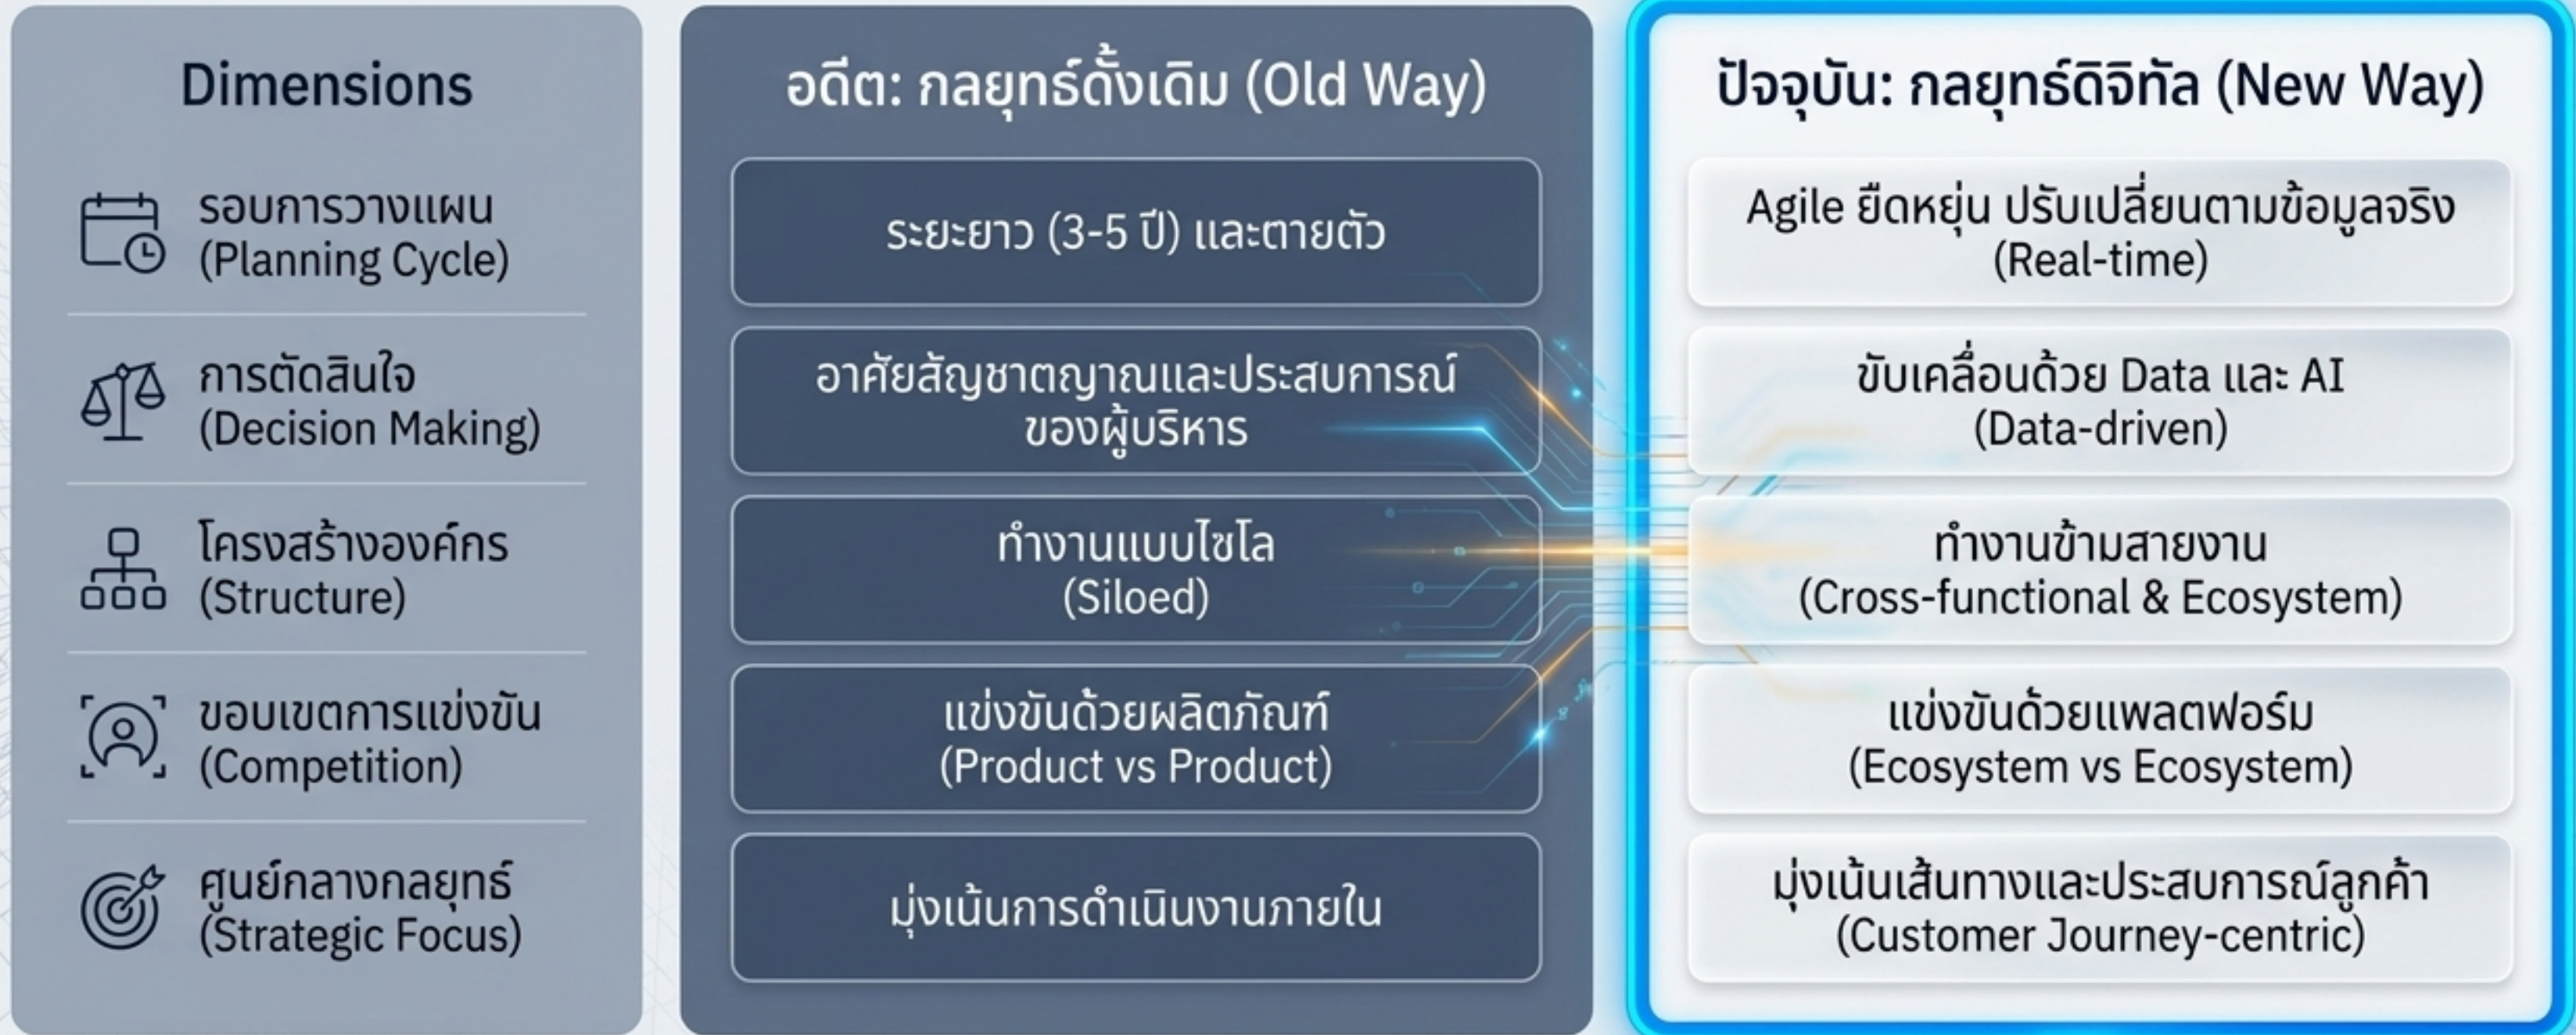 Dimensions
รอบการวางแผน
(Planning Cycle)
การตัดสินใจ
(Decision Making)
โครงสร้างองค์กร
(Structure)
ขอบเขตการแข่งขัน
(Competition)
ศูนย์กลางกลยุทธ์
(Strategic Focus)
อดีต: กลยุทธ์ดั้งเดิม (Old Way)
ระยะยาว (3-5 ปี) และตายตัว
อาศัยสัญชาตญาณและประสบการณ์
ของผู้บริหาร
ทำงานแบบไซโล
(Siloed)
แข่งขันด้วยผลิตภัณฑ์
(Product vs Product)
มุ่งเน้นการดำเนินงานภายใน
ปัจจุบัน: กลยุทธ์ดิจิทัล (New Way)
Agile ยืดหยุ่น ปรับเปลี่ยนตามข้อมูลจริง
(Real-time)
ขับเคลื่อนด้วย Data และ AI
(Data-driven)
ทำงานข้ามสายงาน
(Cross-functional & Ecosystem)
แข่งขันด้วยแพลตฟอร์ม
(Ecosystem vs Ecosystem)
มุ่งเน้นเส้นทางและประสบการณ์ลูกค้า
(Customer Journey-centric)